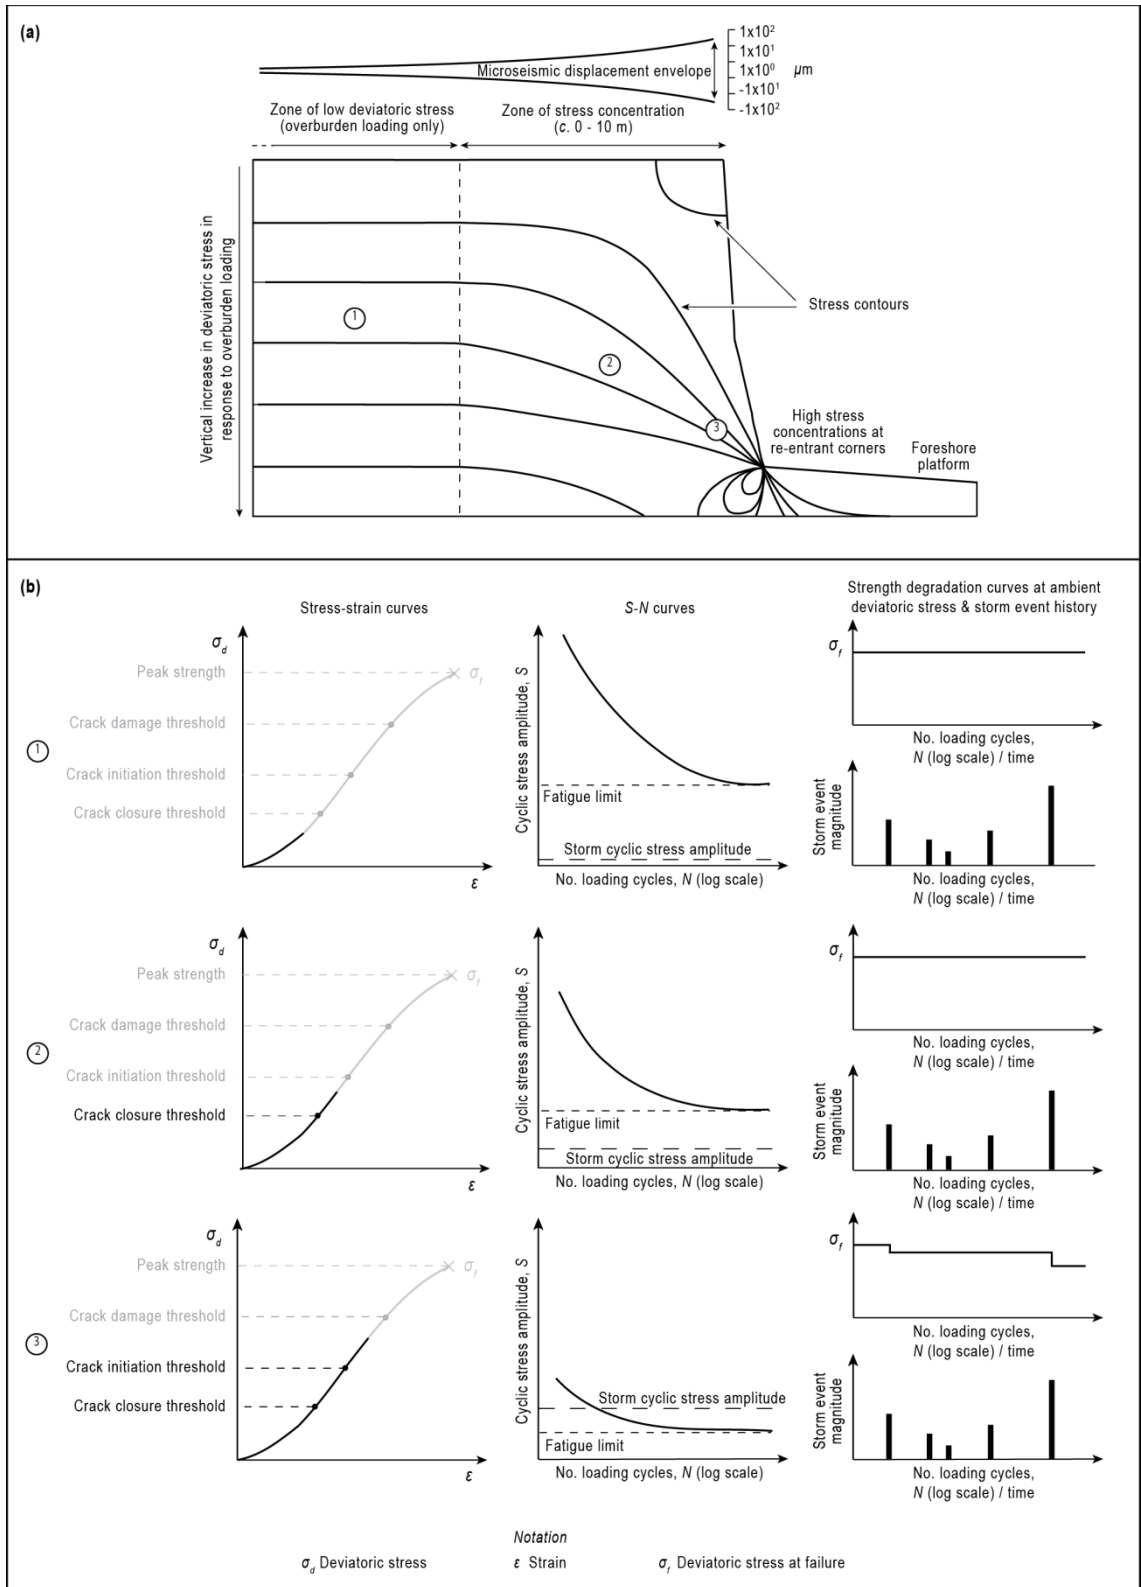 (a)
1x10²
1x10¹
1x10⁰
-1x10¹
-1x10²
μm
Microseismic displacement envelope
Zone of low deviatoric stress
(overburden loading only)
Zone of stress concentration
(c. 0 - 10 m)
Vertical increase in deviatoric stress in
response to overburden loading
1
2
3
Stress contours
High stress
concentrations at
re-entrant corners
Foreshore
platform
(b)
Stress-strain curves
S-N curves
Strength degradation curves at ambient
deviatoric stress & storm event history
1
σd
Peak strength
σf
Crack damage threshold
Crack initiation threshold
Crack closure threshold
ε
Cyclic stress amplitude, S
Fatigue limit
Storm cyclic stress amplitude
No. loading cycles, N (log scale)
σf
No. loading cycles,
N (log scale) / time
Storm event
magnitude
No. loading cycles,
N (log scale) / time
2
σd
Peak strength
σf
Crack damage threshold
Crack initiation threshold
Crack closure threshold
ε
Cyclic stress amplitude, S
Fatigue limit
Storm cyclic stress amplitude
No. loading cycles, N (log scale)
σf
No. loading cycles,
N (log scale) / time
Storm event
magnitude
No. loading cycles,
N (log scale) / time
3
σd
Peak strength
σf
Crack damage threshold
Crack initiation threshold
Crack closure threshold
ε
Cyclic stress amplitude, S
Storm cyclic stress amplitude
Fatigue limit
No. loading cycles, N (log scale)
σf
No. loading cycles,
N (log scale) / time
Storm event
magnitude
No. loading cycles,
N (log scale) / time
Notation
σd Deviatoric stress
ε Strain
σf Deviatoric stress at failure